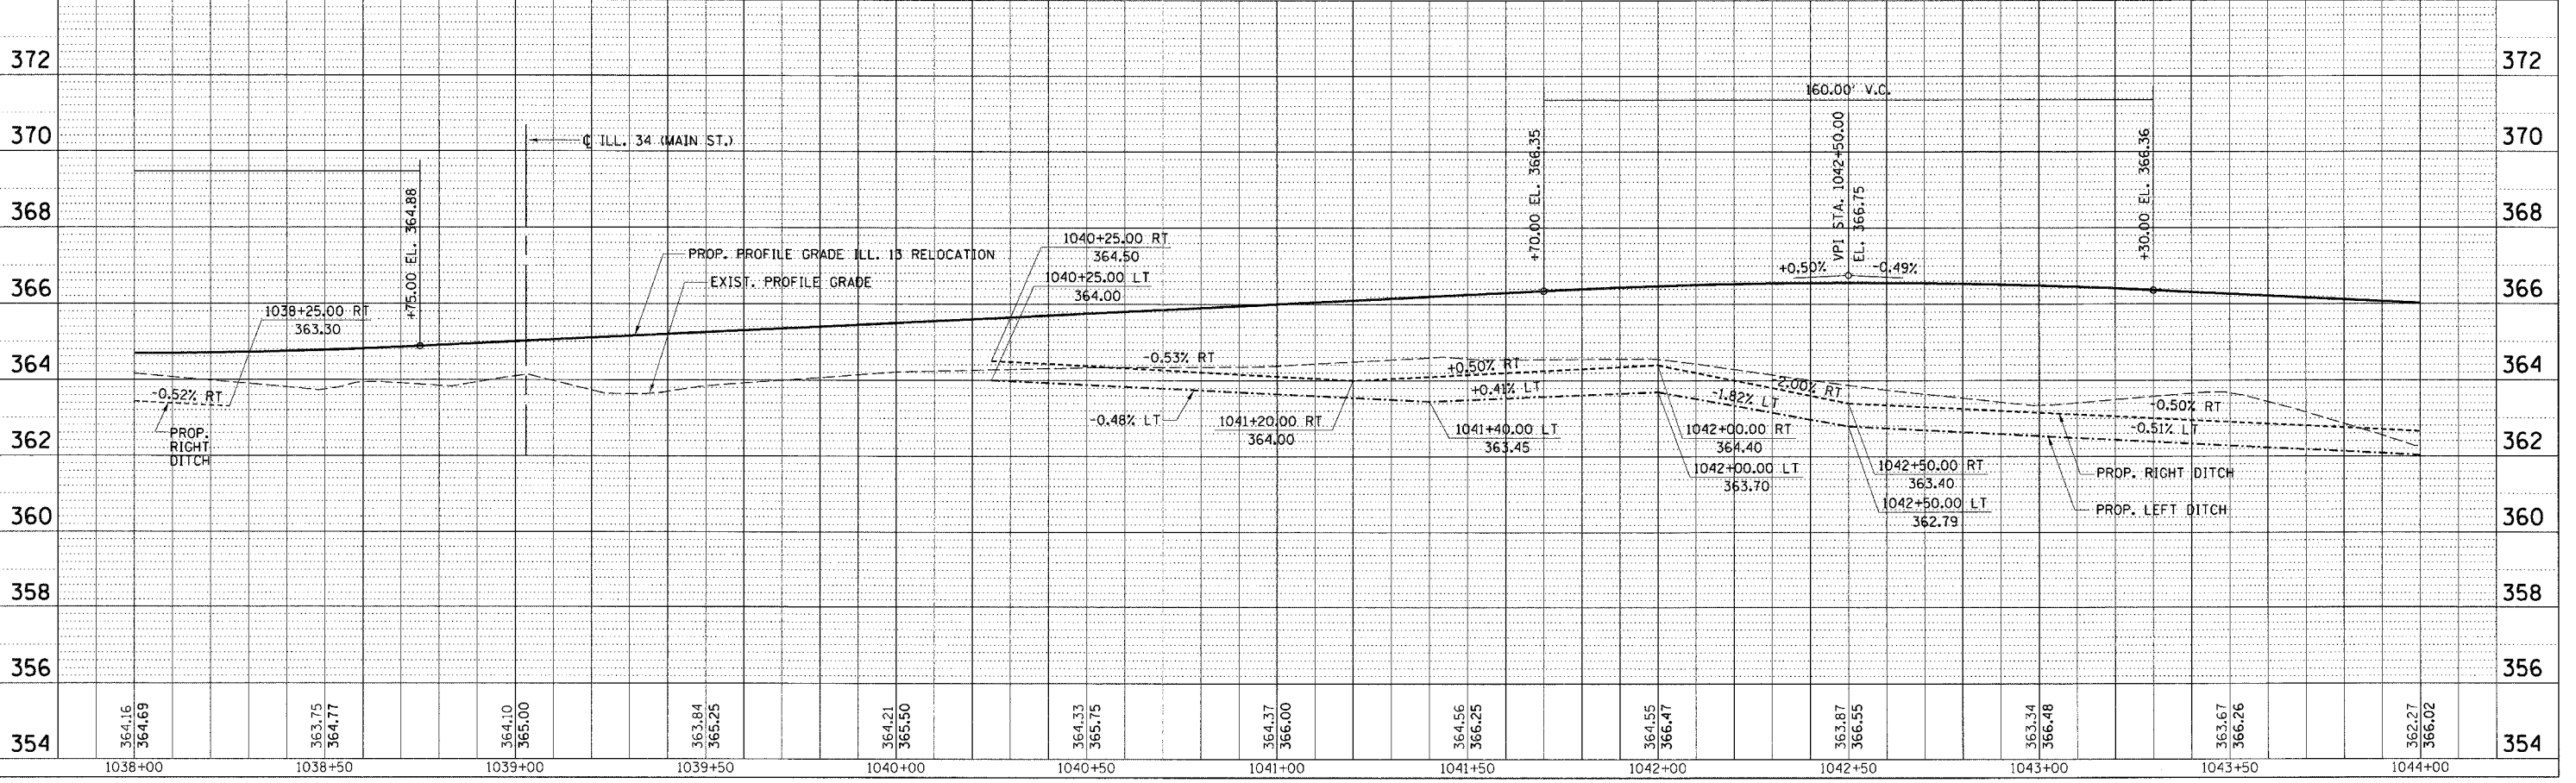 372 372
160.00' V.C.
370 370
℄ ILL. 34 (MAIN ST.)
+75.00 EL. 364.88
+70.00 EL. 366.35
VPI STA. 1042+50.00
EL. 366.75
+30.00 EL. 366.36
368 368
1040+25.00 RT
364.50
PROP. PROFILE GRADE ILL. 13 RELOCATION
1040+25.00 LT
364.00
EXIST. PROFILE GRADE
+0.50% -0.49%
366 366
1038+25.00 RT
363.30
364 364
-0.53% RT
+0.50% RT
+0.41% LT
-0.52% RT
-2.00% RT
-1.82% LT
-0.50% RT
-0.51% LT
-0.48% LT
1041+20.00 RT
364.00
1041+40.00 LT
363.45
1042+00.00 RT
364.40
PROP.
RIGHT
DITCH
362 362
1042+00.00 LT
363.70
1042+50.00 RT
363.40
PROP. RIGHT DITCH
1042+50.00 LT
362.79
PROP. LEFT DITCH
360 360
358 358
356 356
364.16
364.69
363.75
364.77
364.10
365.00
363.84
365.25
364.21
365.50
364.33
365.75
364.37
366.00
364.56
366.25
364.55
366.47
363.87
366.55
363.34
366.48
363.67
366.26
362.27
366.02
354 354
1038+00 1038+50 1039+00 1039+50 1040+00 1040+50 1041+00 1041+50 1042+00 1042+50 1043+00 1043+50 1044+00